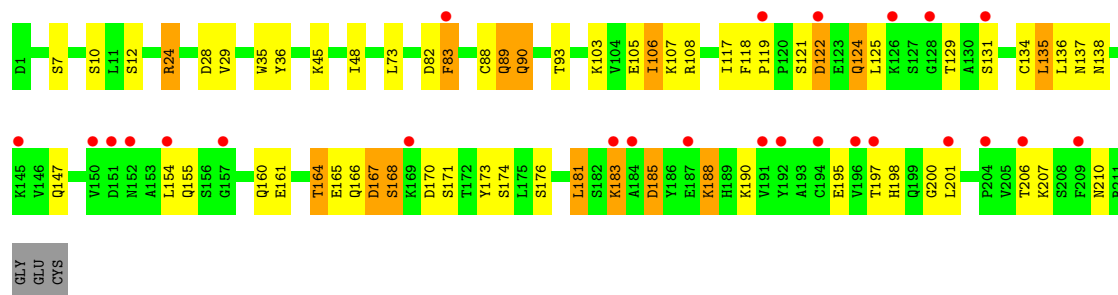 D1 S7 S10 L11 S12 R24 D28 V29 W35 Y36 K45 I48 L73 D82 F83 C88 Q89 Q90 T93 K103 V104 E105 I106 K107 R108 I117 F118 P119 P120 S121 D122 E123 Q124 L125 K126 S127 G128 T129 A130 S131 C134 L135 L136 N137 N138
K145 V146 Q147 V150 D151 N152 A153 L154 Q155 S156 G157 Q160 E161 T164 E165 Q166 D167 S168 K169 D170 S171 T172 Y173 S174 L175 S176 L181 S182 K183 A184 D185 Y186 E187 K188 H189 K190 V191 Y192 A193 C194 E195 V196 T197 H198 Q199 G200 L201 P204 V205 T206 K207 S208 F209 N210 R211
GLY GLU CYS